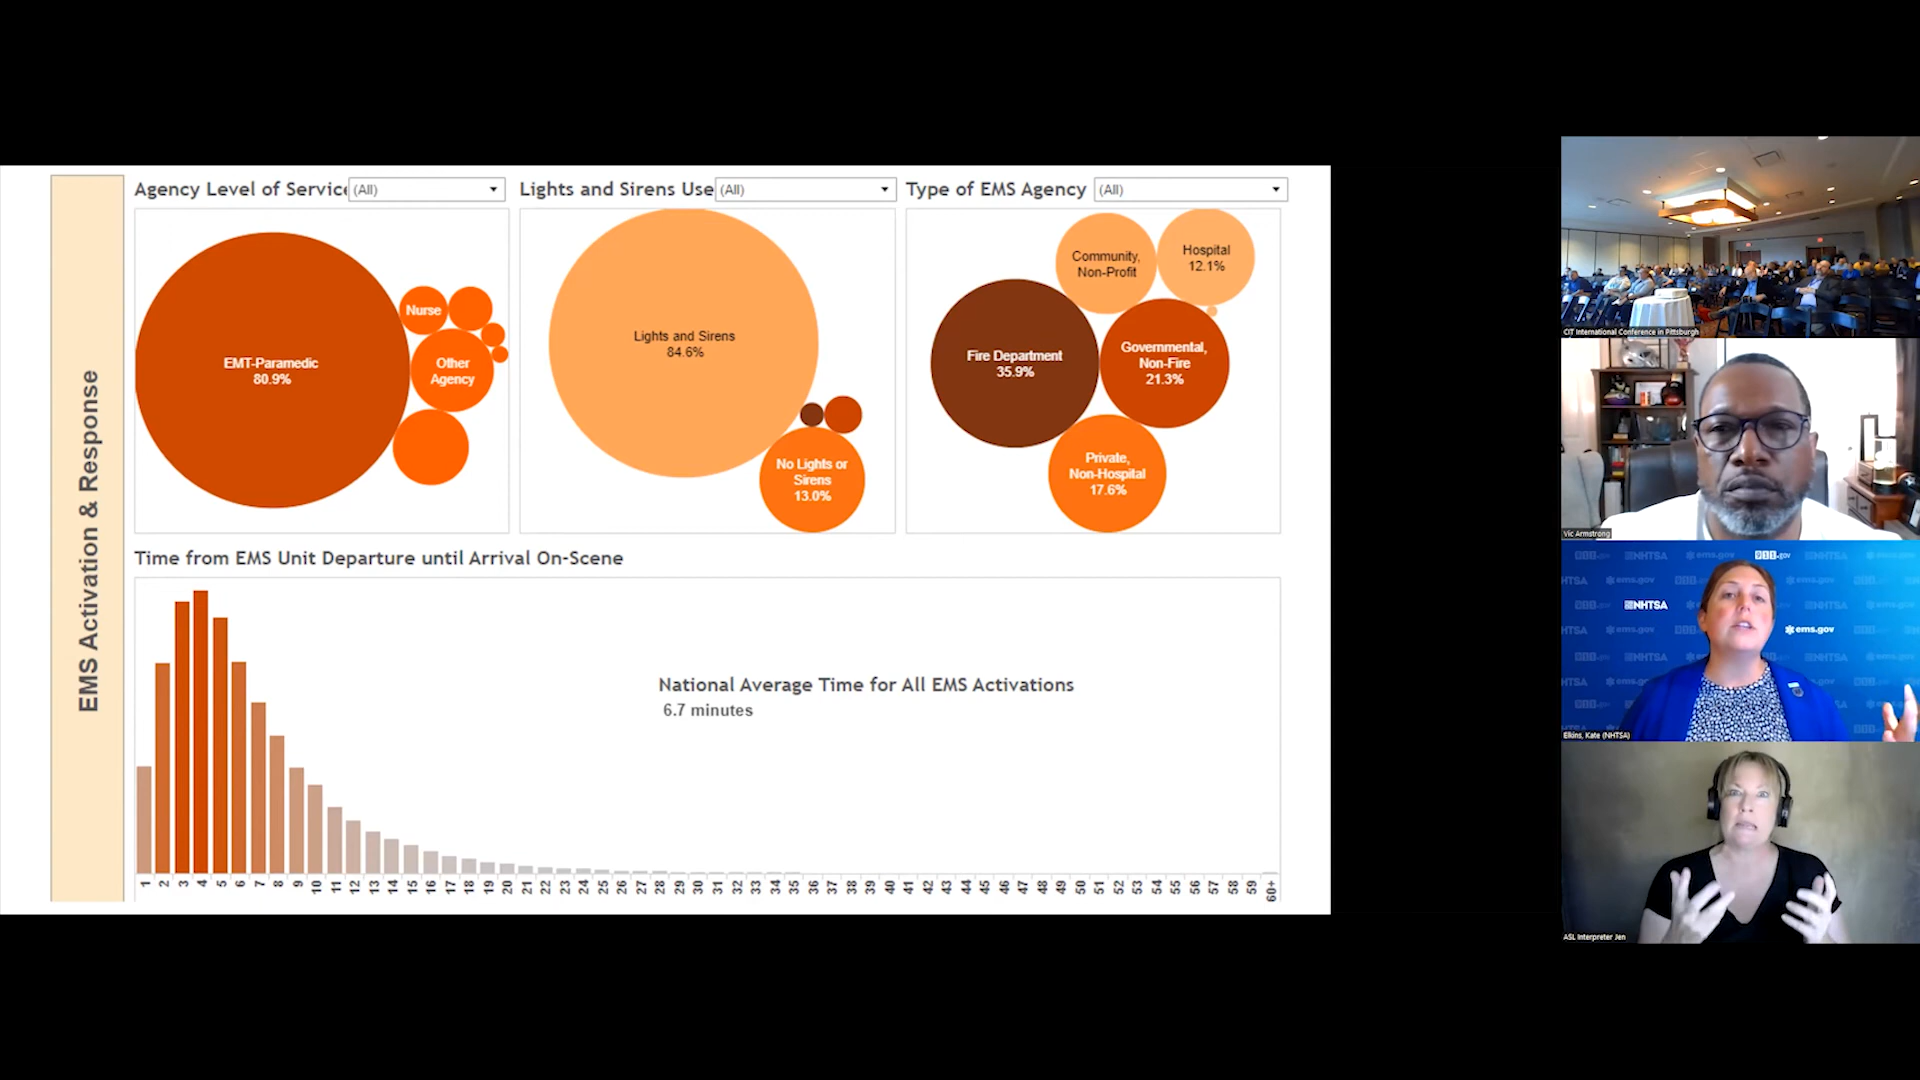 EMS Activation & Response
Agency Level of Service
(All)
Lights and Sirens Use
(All)
Type of EMS Agency
(All)
EMT-Paramedic
80.9%
Nurse
Other
Agency
Lights and Sirens
84.6%
No Lights or
Sirens
13.0%
Community,
Non-Profit
Hospital
12.1%
Fire Department
35.9%
Governmental,
Non-Fire
21.3%
Private,
Non-Hospital
17.6%
Time from EMS Unit Departure until Arrival On-Scene
National Average Time for All EMS Activations
6.7 minutes
1 2 3 4 5 6 7 8 9 10 11 12 13 14 15 16 17 18 19 20 21 22 23 24 25 26 27 28 29 30 31 32 33 34 35 36 37 38 39 40 41 42 43 44 45 46 47 48 49 50 51 52 53 54 55 56 57 58 59 60+
CIT International Conference in Pittsburgh
Vic Armstrong
911.gov
NHTSA
ems.gov
Elkins, Kate (NHTSA)
ASL Interpreter Jen